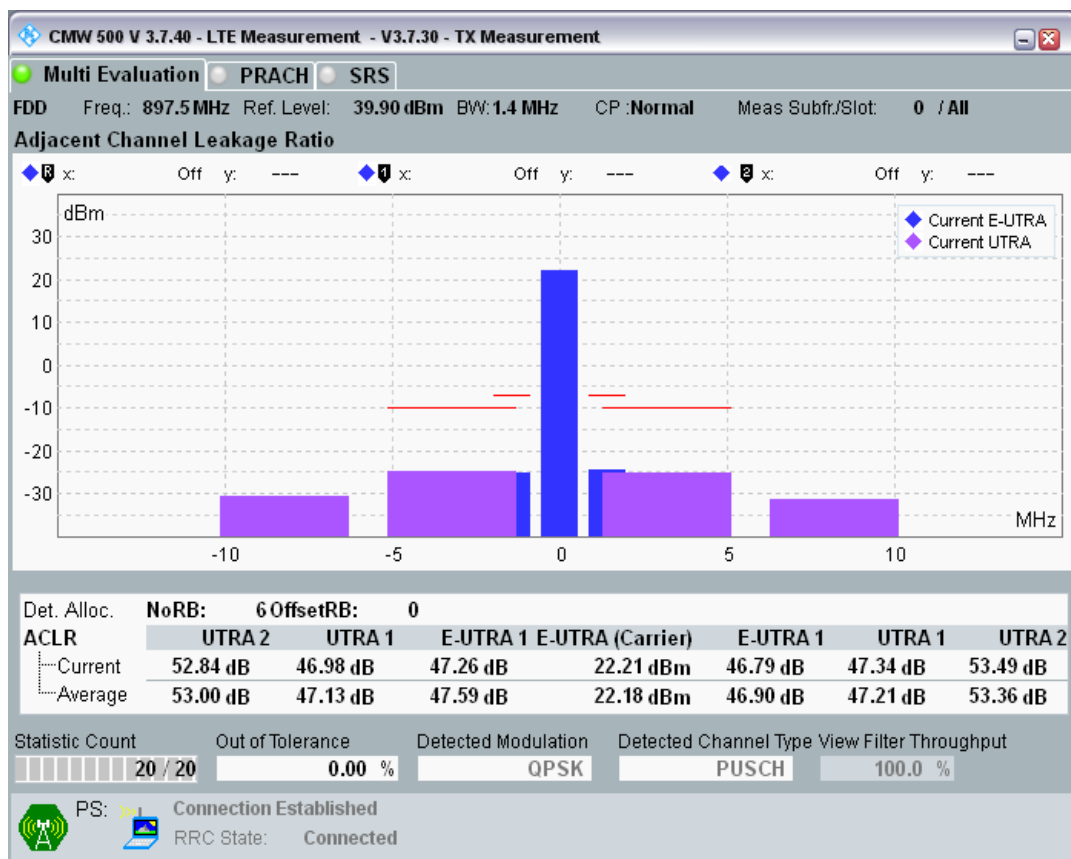 CMW 500 V 3.7.40 - LTE Measurement - V3.7.30 - TX Measurement
Multi Evaluation PRACH SRS
FDD Freq.: 897.5 MHz Ref. Level: 39.90 dBm BW: 1.4 MHz CP :Normal Meas Subfr./Slot: 0 / All
Adjacent Channel Leakage Ratio
R x: Off y: --- 1 x: Off y: --- 2 x: Off y: ---
dBm
Current E-UTRA
Current UTRA
30
20
10
0
-10
-20
-30
MHz
-10 -5 0 5 10
Det. Alloc. NoRB: 6 OffsetRB: 0
ACLR UTRA 2 UTRA 1 E-UTRA 1 E-UTRA (Carrier) E-UTRA 1 UTRA 1 UTRA 2
Current 52.84 dB 46.98 dB 47.26 dB 22.21 dBm 46.79 dB 47.34 dB 53.49 dB
Average 53.00 dB 47.13 dB 47.59 dB 22.18 dBm 46.90 dB 47.21 dB 53.36 dB
Statistic Count Out of Tolerance Detected Modulation Detected Channel Type View Filter Throughput
20 / 20 0.00 % QPSK PUSCH 100.0 %
PS: Connection Established
RRC State: Connected